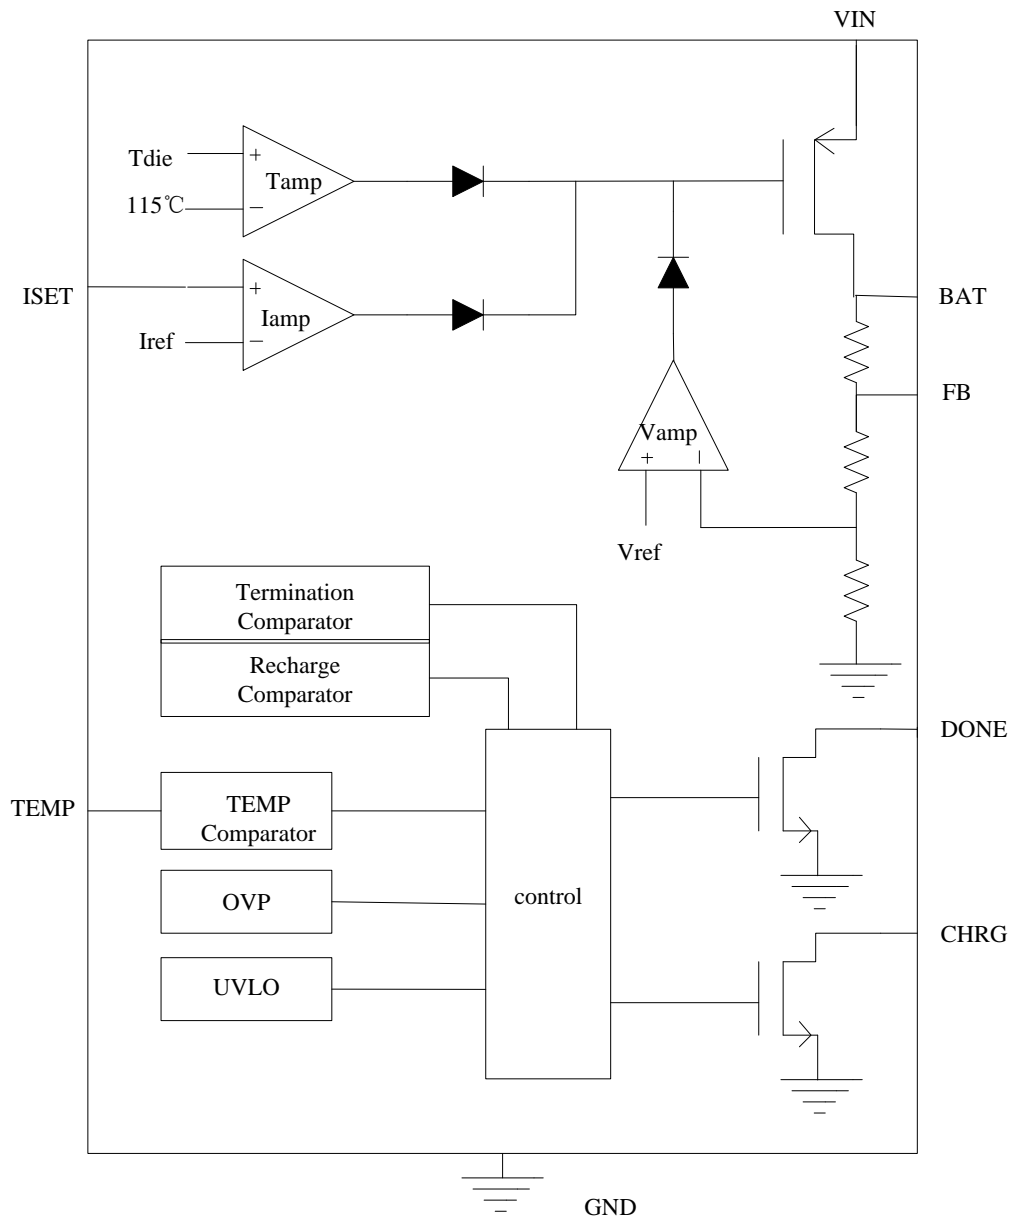 VIN
Tdie
+
Tamp
115℃
−
ISET
+
Iamp
Iref
−
BAT
FB
Vamp
+
−
Vref
Termination
Comparator
Recharge
Comparator
DONE
TEMP
TEMP
Comparator
OVP
control
CHRG
UVLO
GND